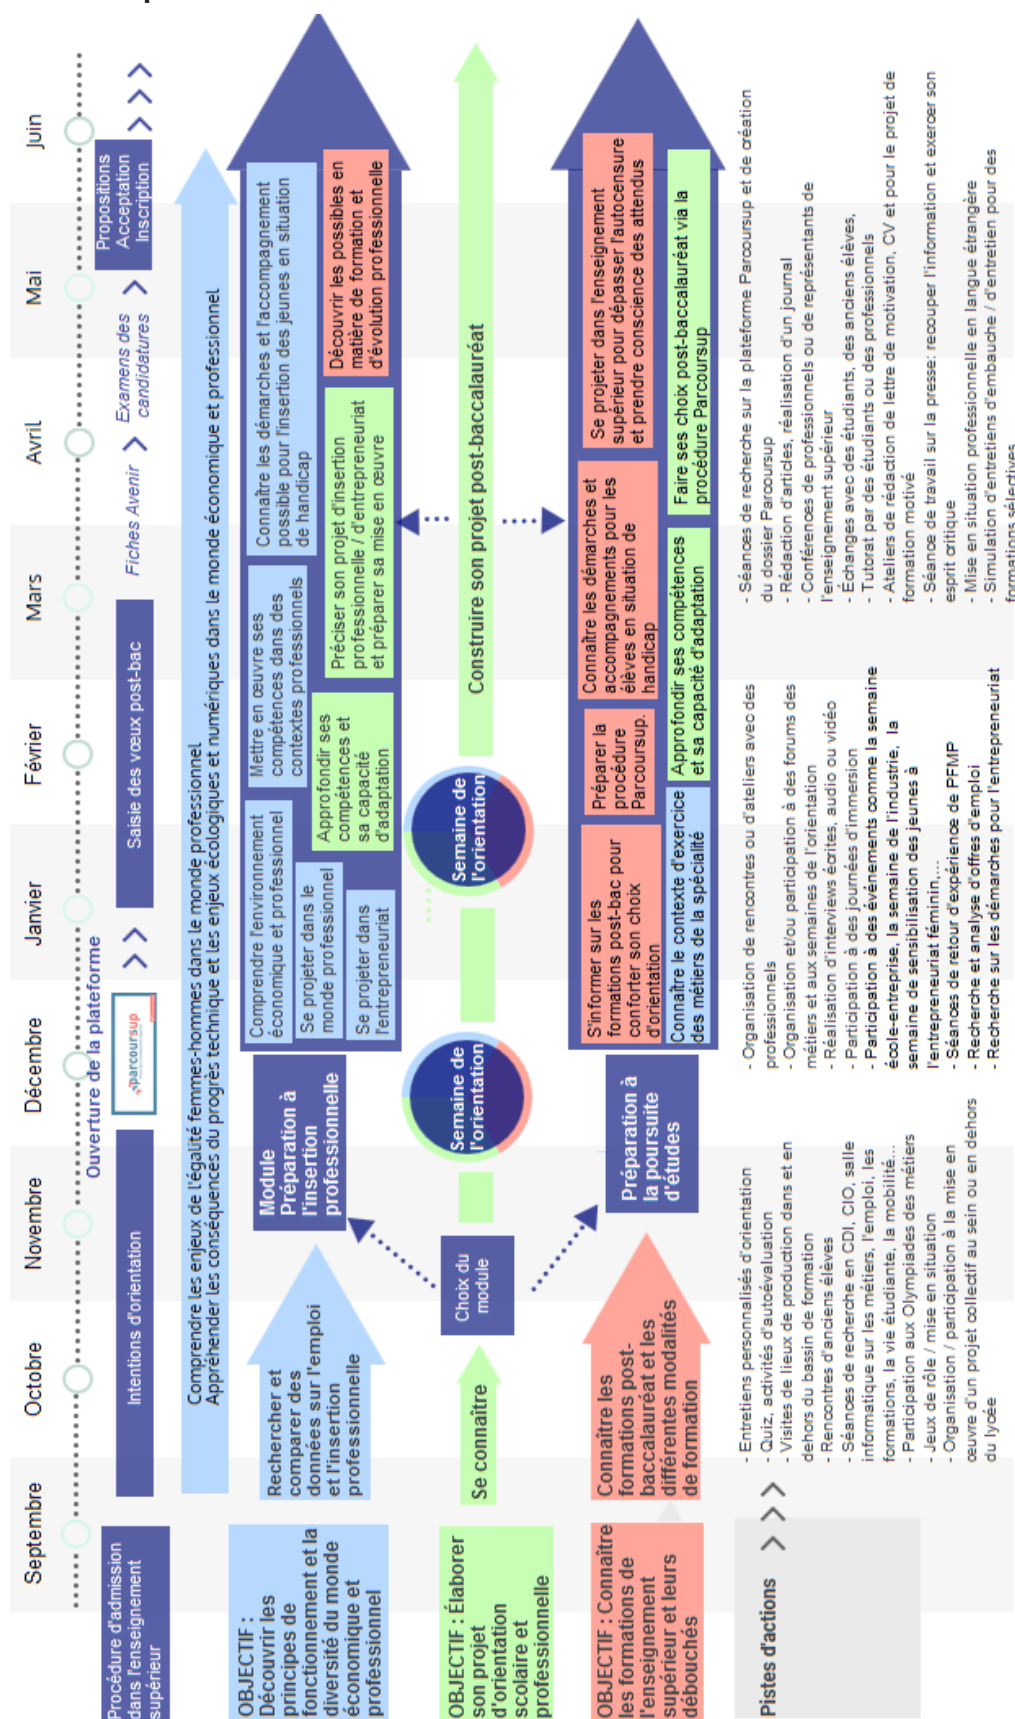 Septembre
Octobre
Novembre
Décembre
Janvier
Février
Mars
Avril
Mai
Juin
Procédure d'admission
dans l'enseignement
supérieur
Intentions d'orientation
Ouverture de la plateforme
Parcoursup
Saisie des vœux post-bac
Fiches Avenir
Examens des
candidatures
Propositions
Acceptation
Inscription
Comprendre les enjeux de l'égalité femmes-hommes dans le monde professionnel
Appréhender les conséquences du progrès technique et les enjeux écologiques et numériques dans le monde économique et professionnel
OBJECTIF :
Découvrir les
principes de
fonctionnement et la
diversité du monde
économique et
professionnel
Rechercher et
comparer des
données sur l'emploi
et l'insertion
professionnelle
Module
Préparation à
l'insertion
professionnelle
Comprendre l'environnement
économique et professionnel
Se projeter dans le
monde professionnel
Se projeter dans
l'entrepreneuriat
Mettre en œuvre ses
compétences dans des
contextes professionnels
Approfondir ses
compétences et
sa capacité
d'adaptation
Connaître les démarches et l'accompagnement
possible pour l'insertion des jeunes en situation
de handicap
Préciser son projet d'insertion
professionnelle / d'entrepreneuriat
et préparer sa mise en œuvre
Découvrir les possibles en
matière de formation et
d'évolution professionnelle
OBJECTIF : Élaborer
son projet
d'orientation
scolaire et
professionnelle
Se connaître
Choix du
module
Semaine de
l'orientation
Semaine de
l'orientation
Construire son projet post-baccalauréat
OBJECTIF : Connaître
les formations de
l'enseignement
supérieur et leurs
débouchés
Connaître les
formations post-
baccalauréat et les
différentes modalités
de formation
Préparation à
la poursuite
d'études
S'informer sur les
formations post-bac pour
conforter son choix
d'orientation
Connaître le contexte d'exercice
des métiers de la spécialité
Préparer la
procédure
Parcoursup.
Connaître les démarches et
accompagnements pour les
élèves en situation de
handicap
Approfondir ses compétences
et sa capacité d'adaptation
Se projeter dans l'enseignement
supérieur pour dépasser l'autocensure
et prendre conscience des attendus
Faire ses choix post-baccalauréat via la
procédure Parcoursup
Pistes d'actions
- Entretiens personnalisés d'orientation
- Quiz, activités d'autoévaluation
- Visites de lieux de production dans et en
dehors du bassin de formation
- Rencontres d'anciens élèves
- Séances de recherche en CDI, CIO, salle
informatique sur les métiers, l'emploi, les
formations, la vie étudiante, la mobilité...
- Participation aux Olympiades des métiers
- Jeux de rôle / mise en situation
- Organisation / participation à la mise en
œuvre d'un projet collectif au sein ou en dehors
du lycée
- Organisation de rencontres ou d'ateliers avec des
professionnels
- Organisation et/ou participation à des forums des
métiers et aux semaines de l'orientation
- Réalisation d'interviews écrites, audio ou vidéo
- Participation à des journées d'immersion
- Participation à des événements comme la semaine
école-entreprise, la semaine de l'industrie, la
semaine de sensibilisation des jeunes à
l'entrepreneuriat féminin,...
- Séances de retour d'expérience de PFMP
- Recherche et analyse d'offres d'emploi
- Recherche sur les démarches pour l'entrepreneuriat
- Séances de recherche sur la plateforme Parcoursup et de création
du dossier Parcoursup
- Rédaction d'articles, réalisation d'un journal
- Conférences de professionnels ou de représentants de
l'enseignement supérieur
- Échanges avec des étudiants, des anciens élèves,
- Tutorat par des étudiants ou des professionnels
- Ateliers de rédaction de lettre de motivation, CV et pour le projet de
formation motivé
- Séance de travail sur la presse: recouper l'information et exercer son
esprit critique
- Mise en situation professionnelle en langue étrangère
- Simulation d'entretiens d'embauche / d'entretien pour des
formations sélectives